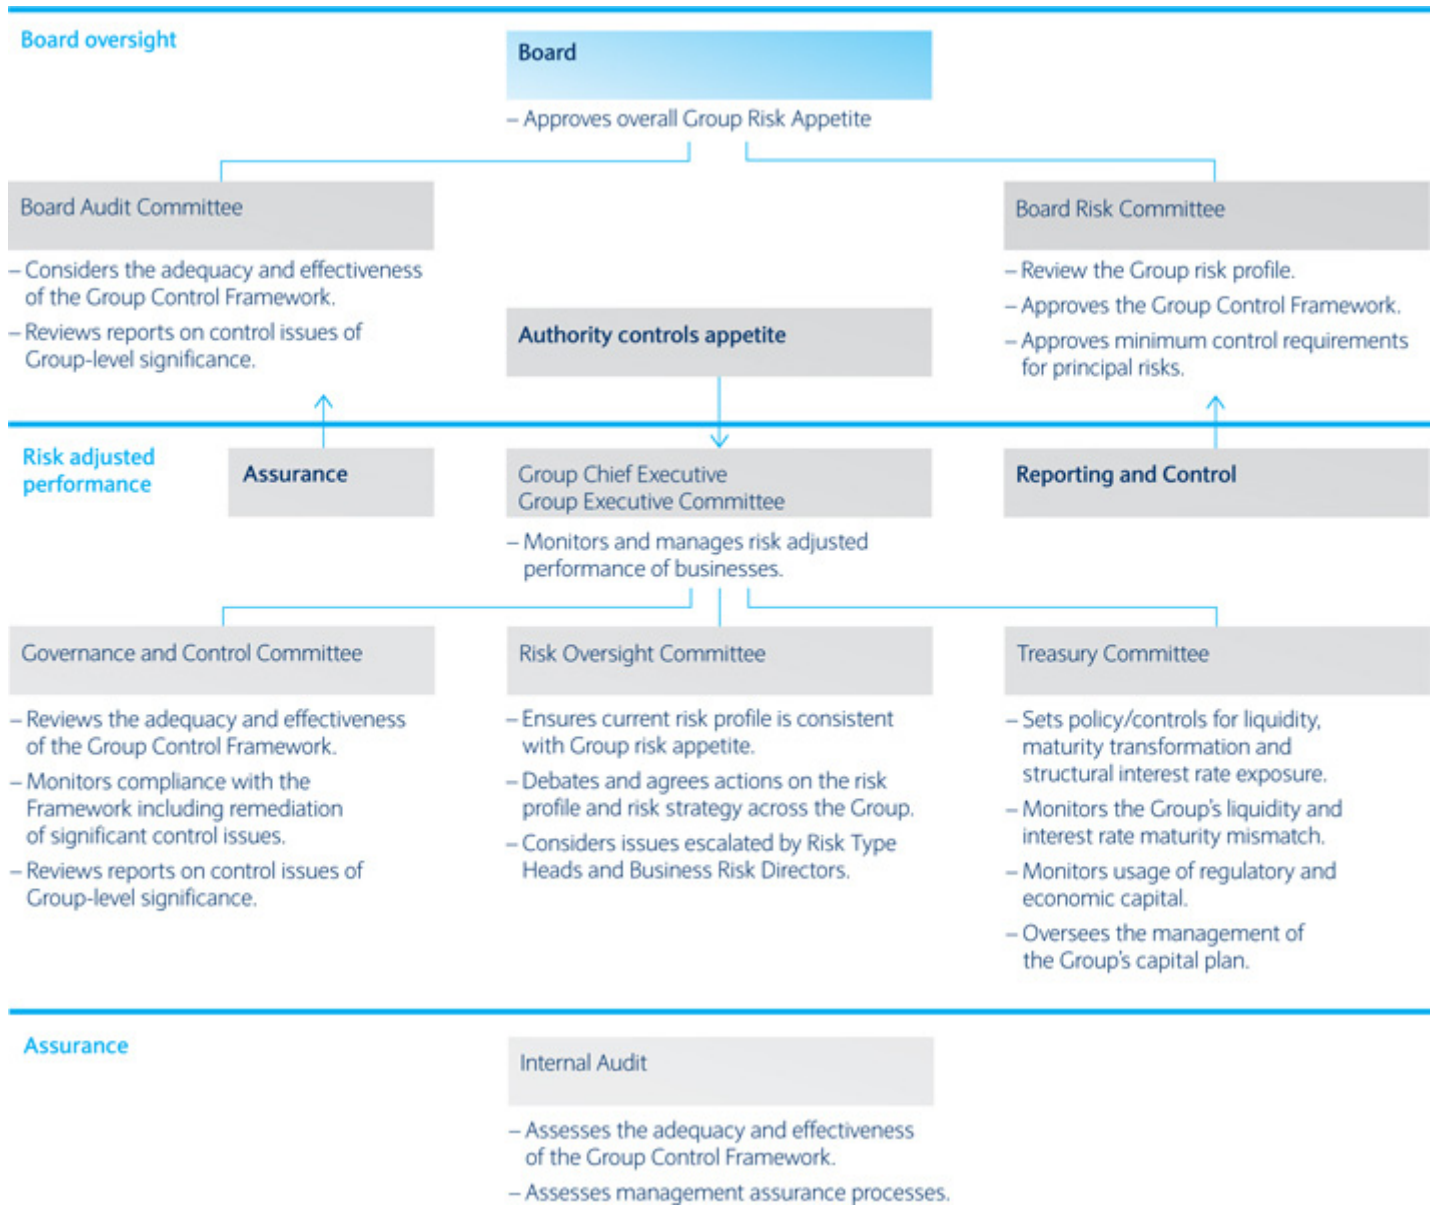 Board oversight
Board
– Approves overall Group Risk Appetite
Board Audit Committee
– Considers the adequacy and effectiveness
of the Group Control Framework.
– Reviews reports on control issues of
Group-level significance.
Authority controls appetite
Board Risk Committee
– Review the Group risk profile.
– Approves the Group Control Framework.
– Approves minimum control requirements
for principal risks.
Risk adjusted
performance
Assurance
Group Chief Executive
Group Executive Committee
– Monitors and manages risk adjusted
performance of businesses.
Reporting and Control
Governance and Control Committee
– Reviews the adequacy and effectiveness
of the Group Control Framework.
– Monitors compliance with the
Framework including remediation
of significant control issues.
– Reviews reports on control issues of
Group-level significance.
Risk Oversight Committee
– Ensures current risk profile is consistent
with Group risk appetite.
– Debates and agrees actions on the risk
profile and risk strategy across the Group.
– Considers issues escalated by Risk Type
Heads and Business Risk Directors.
Treasury Committee
– Sets policy/controls for liquidity,
maturity transformation and
structural interest rate exposure.
– Monitors the Group's liquidity and
interest rate maturity mismatch.
– Monitors usage of regulatory and
economic capital.
– Oversees the management of
the Group's capital plan.
Assurance
Internal Audit
– Assesses the adequacy and effectiveness
of the Group Control Framework.
– Assesses management assurance processes.